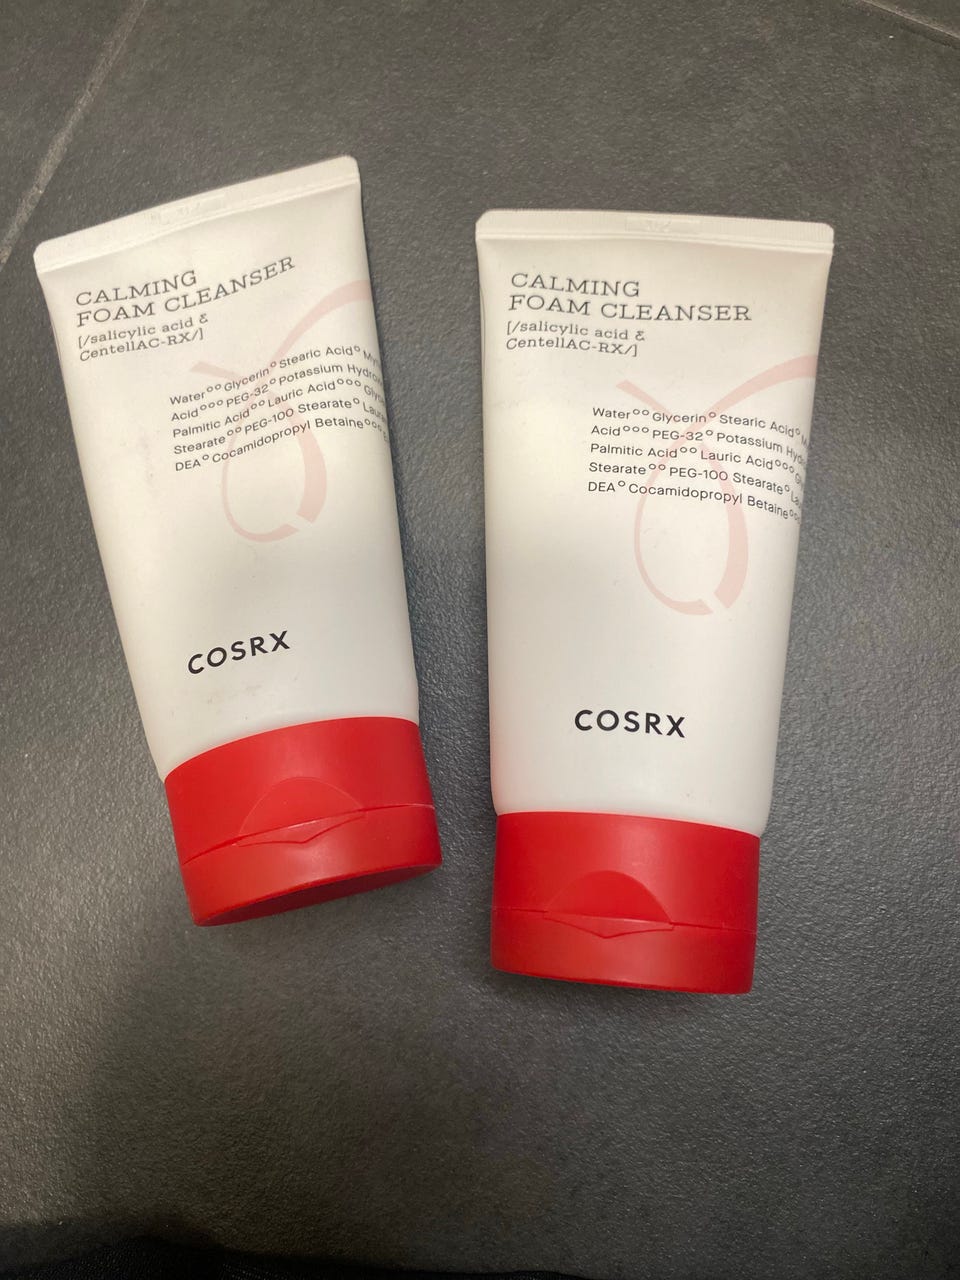 CALMING
FOAM CLEANSER
[/salicylic acid &
CentellAC-RX/]
Water°° Glycerin° Stearic Acid°
Acid°°° PEG-32° Potassium
Palmitic Acid°° Lauric Acid°°°
Stearate °° PEG-100 Stearate°
DEA° Cocamidopropyl Betaine°°°
COSRX
CALMING
FOAM CLEANSER
[/salicylic acid &
CentellAC-RX/]
Water°° Glycerin° Stearic Acid°
Acid°°° PEG-32° Potassium
Palmitic Acid°° Lauric Acid°°°
Stearate °° PEG-100 Stearate°
DEA° Cocamidopropyl Betaine°°°
COSRX